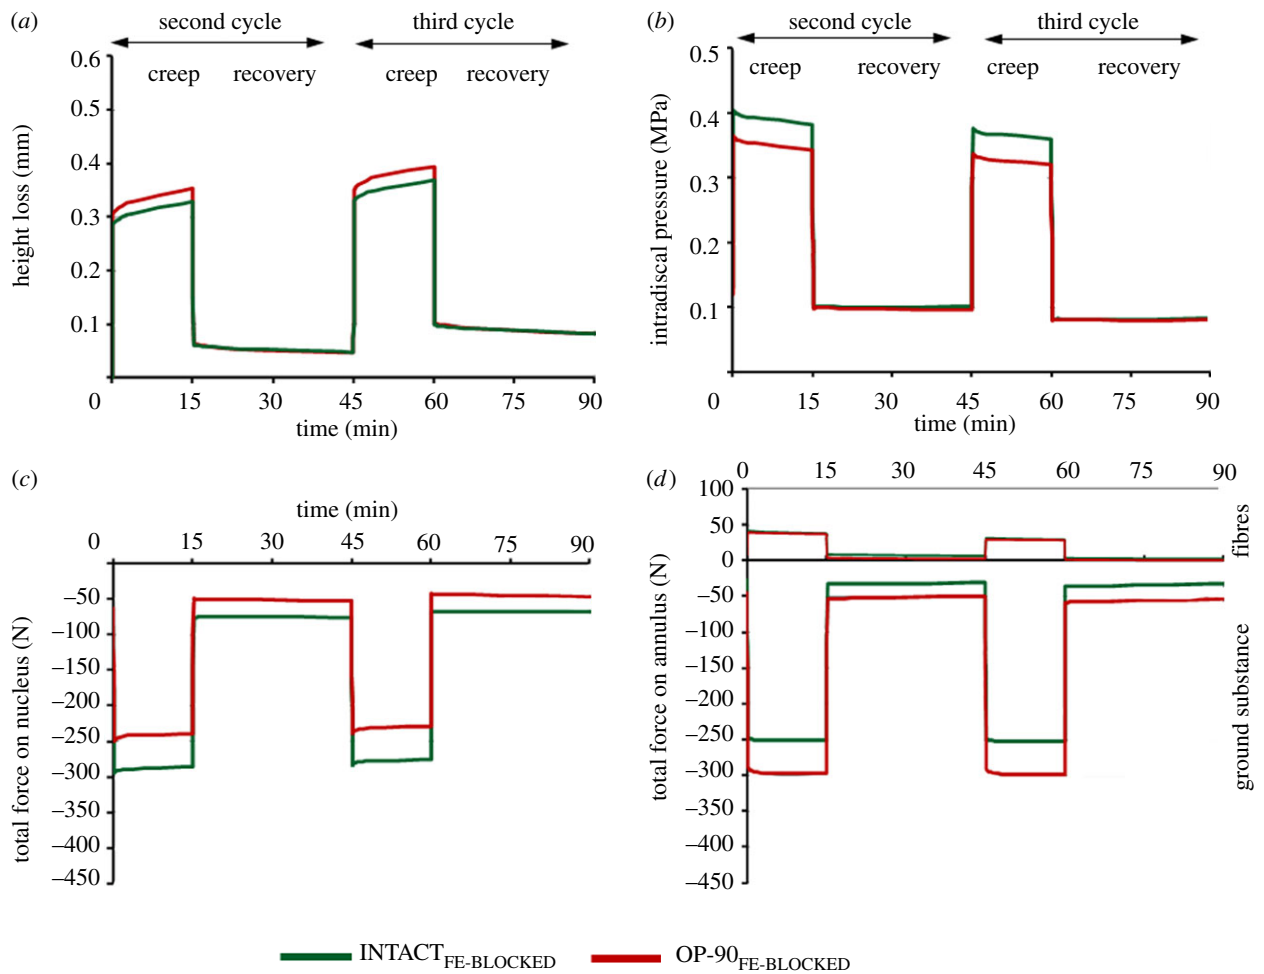 (a)
second cycle third cycle
creep recovery creep recovery
height loss (mm)
0.6
0.5
0.4
0.3
0.2
0.1
0 15 30 45 60 75 90
time (min)
(b)
second cycle third cycle
creep recovery creep recovery
intradiscal pressure (MPa)
0.5
0.4
0.3
0.2
0.1
0 15 30 45 60 75 90
time (min)
(c)
time (min)
0 15 30 45 60 75 90
total force on nucleus (N)
–50
–100
–150
–200
–250
–300
–350
–400
–450
(d)
0 15 30 45 60 75 90
total force on annulus (N)
100
50
0
–50
–100
–150
–200
–250
–300
–350
–400
–450
fibres
ground substance
INTACTFE-BLOCKED OP-90FE-BLOCKED